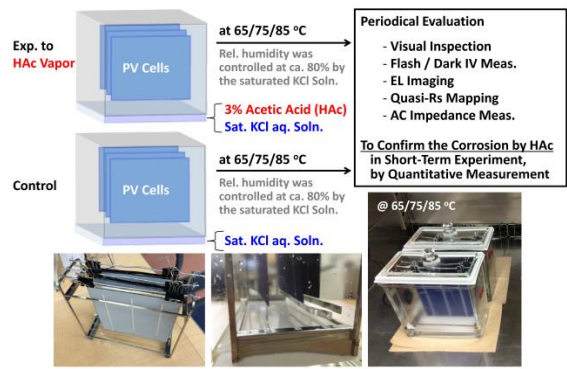 Exp. to
HAc Vapor
PV Cells
at 65/75/85 °C
Rel. humidity was
controlled at ca. 80% by
the saturated KCl Soln.
3% Acetic Acid (HAc)
Sat. KCl aq. Soln.
Control
PV Cells
at 65/75/85 °C
Rel. humidity was
controlled at ca. 80% by
the saturated KCl Soln.
Sat. KCl aq. Soln.
Periodical Evaluation
- Visual Inspection
- Flash / Dark IV Meas.
- EL Imaging
- Quasi-Rs Mapping
- AC Impedance Meas.
To Confirm the Corrosion by HAc
in Short-Term Experiment,
by Quantitative Measurement
@ 65/75/85 °C